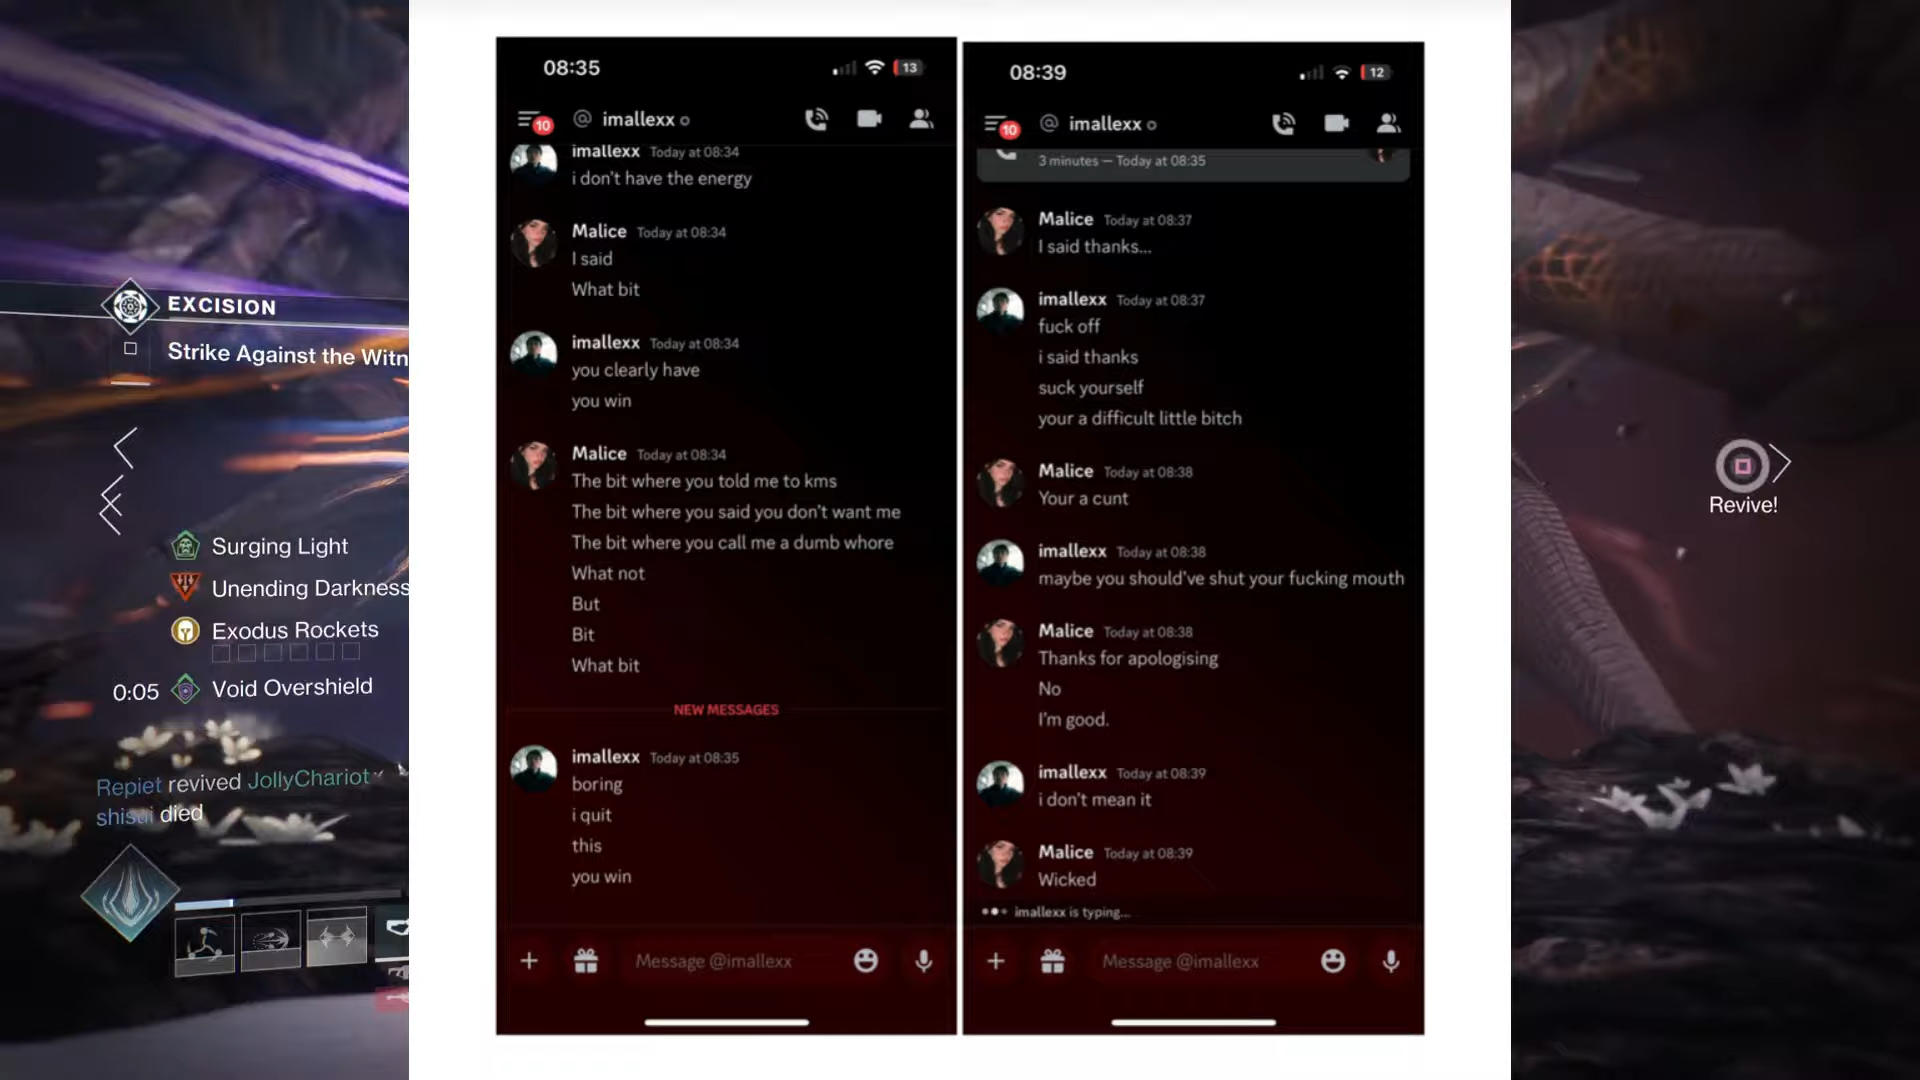 EXCISION
Strike Against the Witn
Surging Light
Unending Darkness
Exodus Rockets
0:05 Void Overshield
Repiet revived JollyChariot
shisui died
08:35
13
10
@ imallexx
imallexx Today at 08:34
i don't have the energy
Malice Today at 08:34
I said
What bit
imallexx Today at 08:34
you clearly have
you win
Malice Today at 08:34
The bit where you told me to kms
The bit where you said you don't want me
The bit where you call me a dumb whore
What not
But
Bit
What bit
NEW MESSAGES
imallexx Today at 08:35
boring
i quit
this
you win
Message @imallexx
08:39
12
10
@ imallexx
3 minutes — Today at 08:35
Malice Today at 08:37
I said thanks...
imallexx Today at 08:37
fuck off
i said thanks
suck yourself
your a difficult little bitch
Malice Today at 08:38
Your a cunt
imallexx Today at 08:38
maybe you should've shut your fucking mouth
Malice Today at 08:38
Thanks for apologising
No
I'm good.
imallexx Today at 08:39
i don't mean it
Malice Today at 08:39
Wicked
imallexx is typing...
Message @imallexx
Revive!